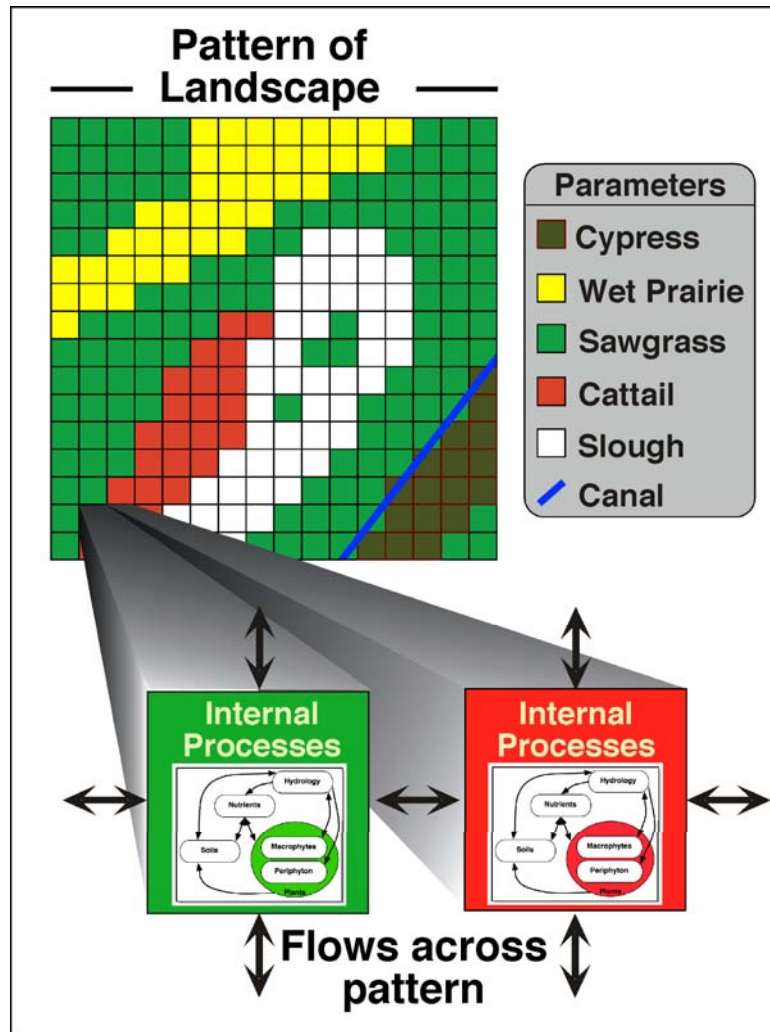 Pattern of
Landscape
Parameters
Cypress
Wet Prairie
Sawgrass
Cattail
Slough
Canal
Internal
Processes
Hydrology
Nutrients
Soils
Macrophytes
Periphyton
Plants
Internal
Processes
Hydrology
Nutrients
Soils
Macrophytes
Periphyton
Plants
Flows across
pattern